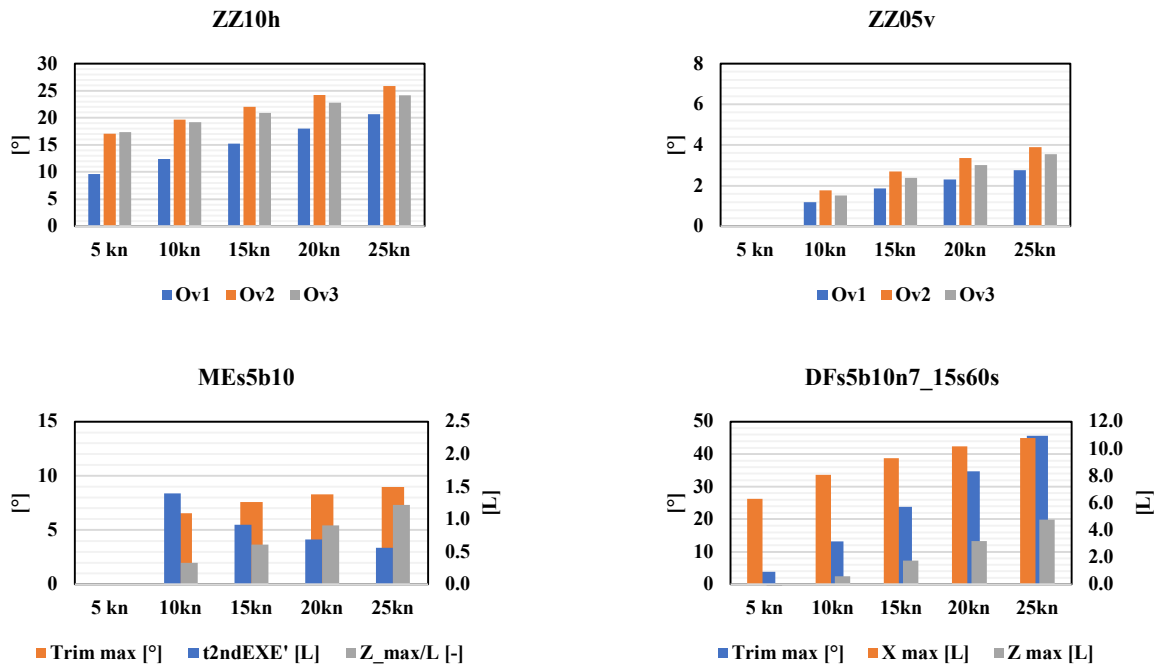 ZZ10h
30
25
20
15
10
5
0
[°]
5 kn 10kn 15kn 20kn 25kn
Ov1 Ov2 Ov3
ZZ05v
8
6
4
2
0
[°]
5 kn 10kn 15kn 20kn 25kn
Ov1 Ov2 Ov3
MEs5b10
15
10
5
0
[°]
2.5
2.0
1.5
1.0
0.5
0.0
[L]
5 kn 10kn 15kn 20kn 25kn
Trim max [°] t2ndEXE' [L] Z_max/L [-]
DFs5b10n7_15s60s
50
40
30
20
10
0
[°]
12.0
10.0
8.0
6.0
4.0
2.0
0.0
[L]
5 kn 10kn 15kn 20kn 25kn
Trim max [°] X max [L] Z max [L]